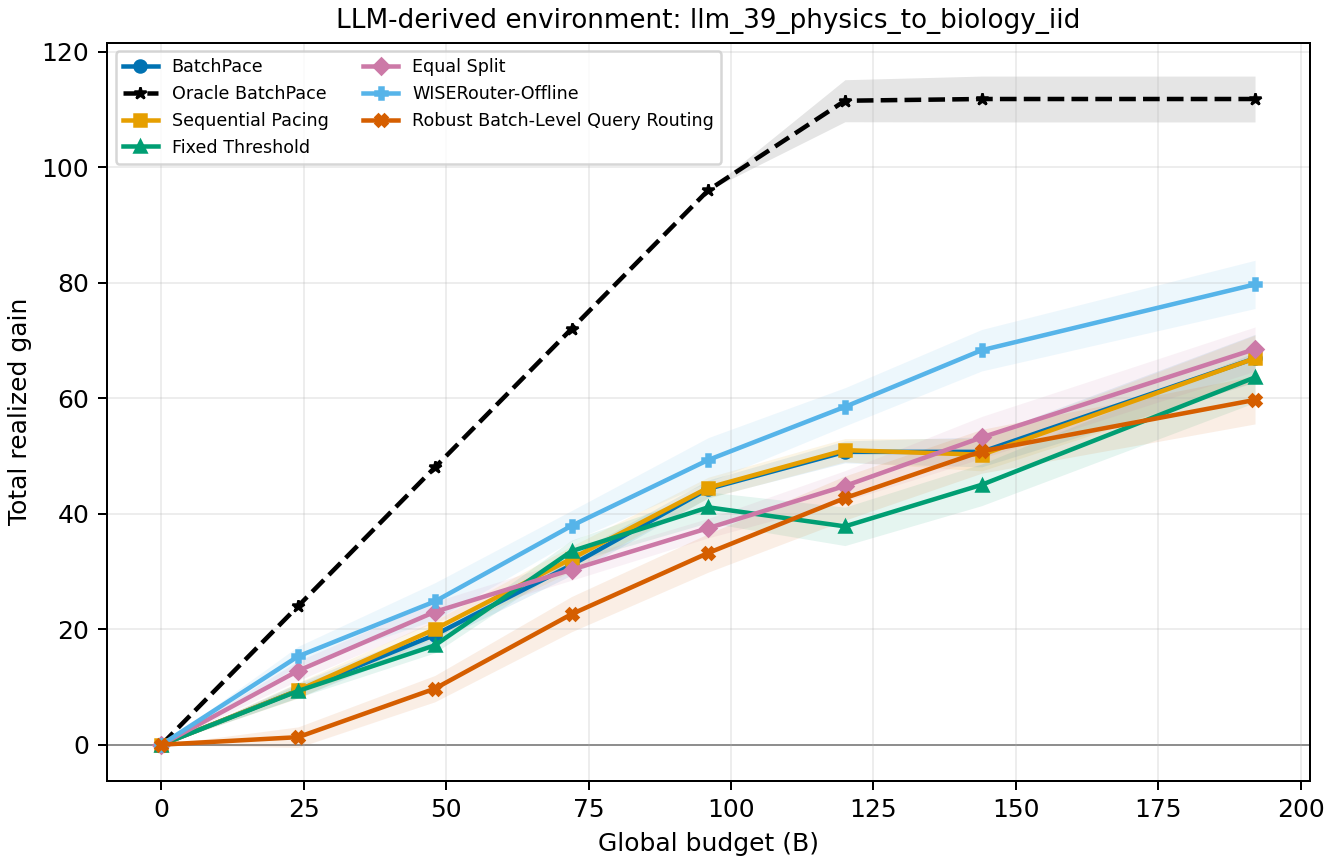 LLM-derived environment: llm_39_physics_to_biology_iid
BatchPace
Oracle BatchPace
Sequential Pacing
Fixed Threshold
Equal Split
WISERouter-Offline
Robust Batch-Level Query Routing
Total realized gain
120
100
80
60
40
20
0
0 25 50 75 100 125 150 175 200
Global budget (B)